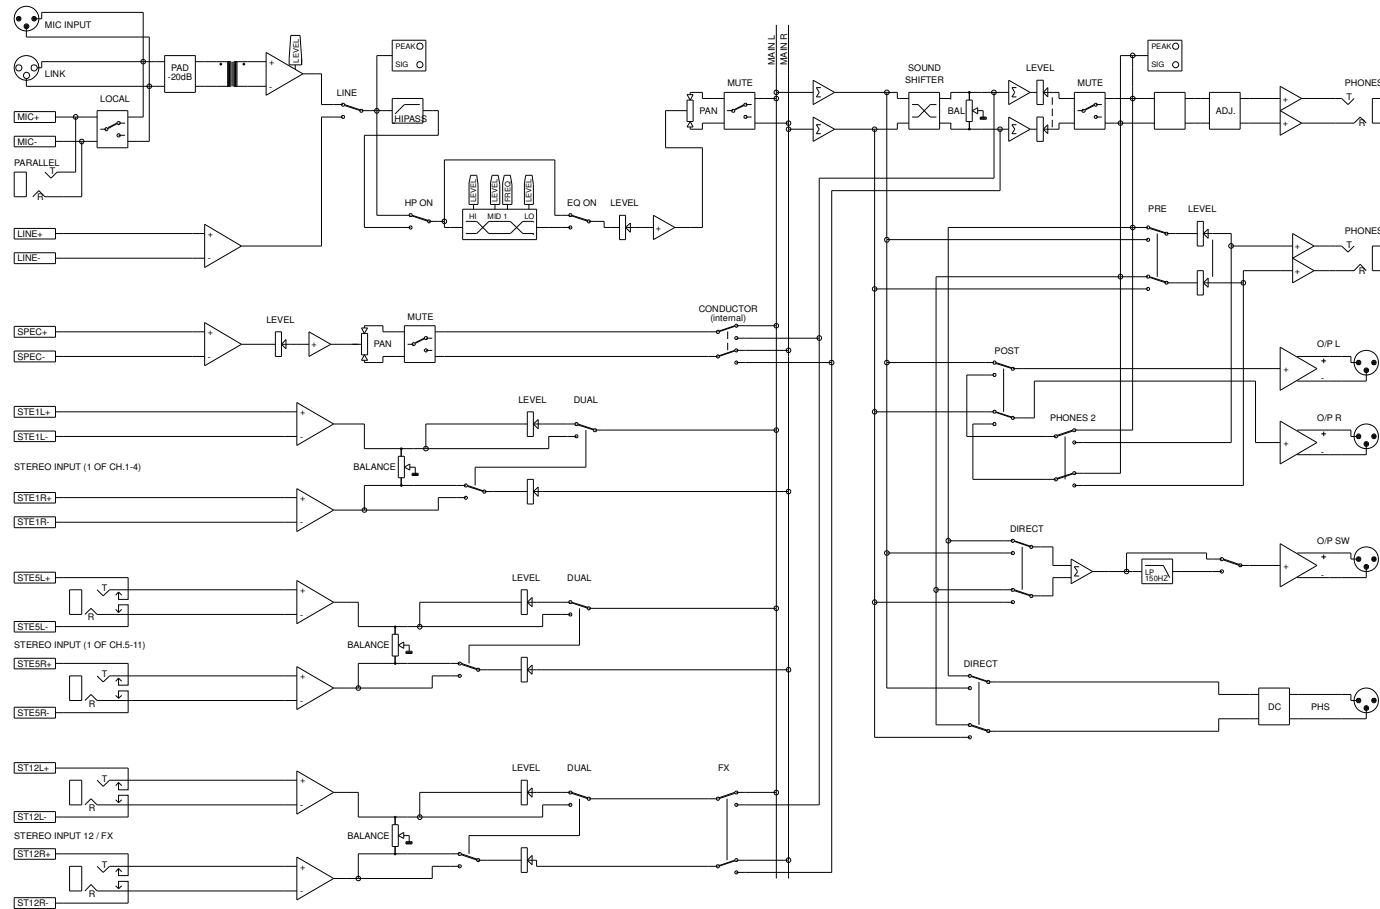 MIC INPUT
LINK
PAD
-20dB
LEVEL
LOCAL
MIC+
MIC-
PARALLEL
T
R
LINE
PEAK
SIG
HIPASS
HP ON
LEVEL
LEVEL
FREQ
LEVEL
HI
MID 1
LO
EQ ON
LEVEL
PAN
MUTE
MAIN L
MAIN R
SOUND
SHIFTER
BAL
LEVEL
MUTE
PEAK
SIG
ADJ.
PHONES
T
R
LINE+
LINE-
PRE
LEVEL
PHONES
T
R
SPEC+
SPEC-
LEVEL
PAN
MUTE
CONDUCTOR
(internal)
POST
PHONES 2
O/P L
+
-
O/P R
+
-
STE1L+
STE1L-
STEREO INPUT (1 OF CH.1-4)
STE1R+
STE1R-
BALANCE
LEVEL
DUAL
DIRECT
Σ
LP
150HZ
O/P SW
+
-
STE5L+
T
R
STE5L-
STEREO INPUT (1 OF CH.5-11)
STE5R+
T
R
STE5R-
BALANCE
LEVEL
DUAL
DIRECT
DC
PHS
ST12L+
T
R
ST12L-
STEREO INPUT 12 / FX
ST12R+
T
R
ST12R-
BALANCE
LEVEL
DUAL
FX